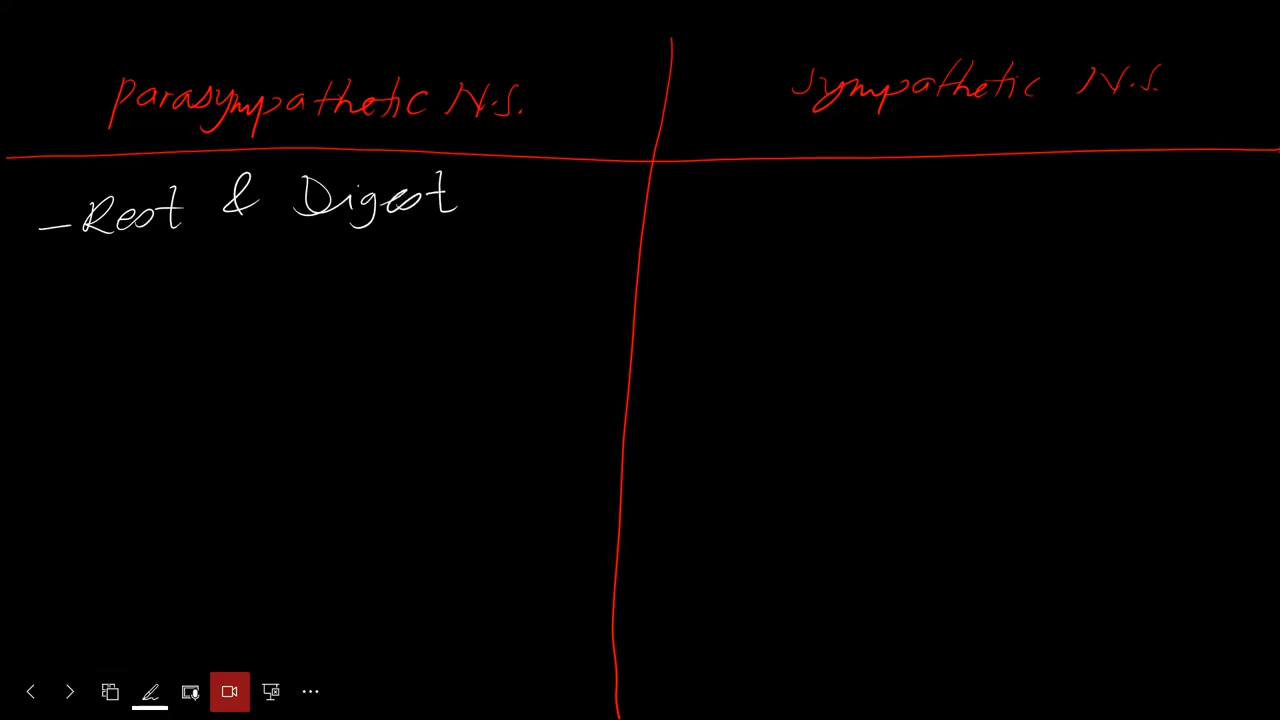 parasympathetic N.S.
sympathetic N.S.
- Rest & Digest